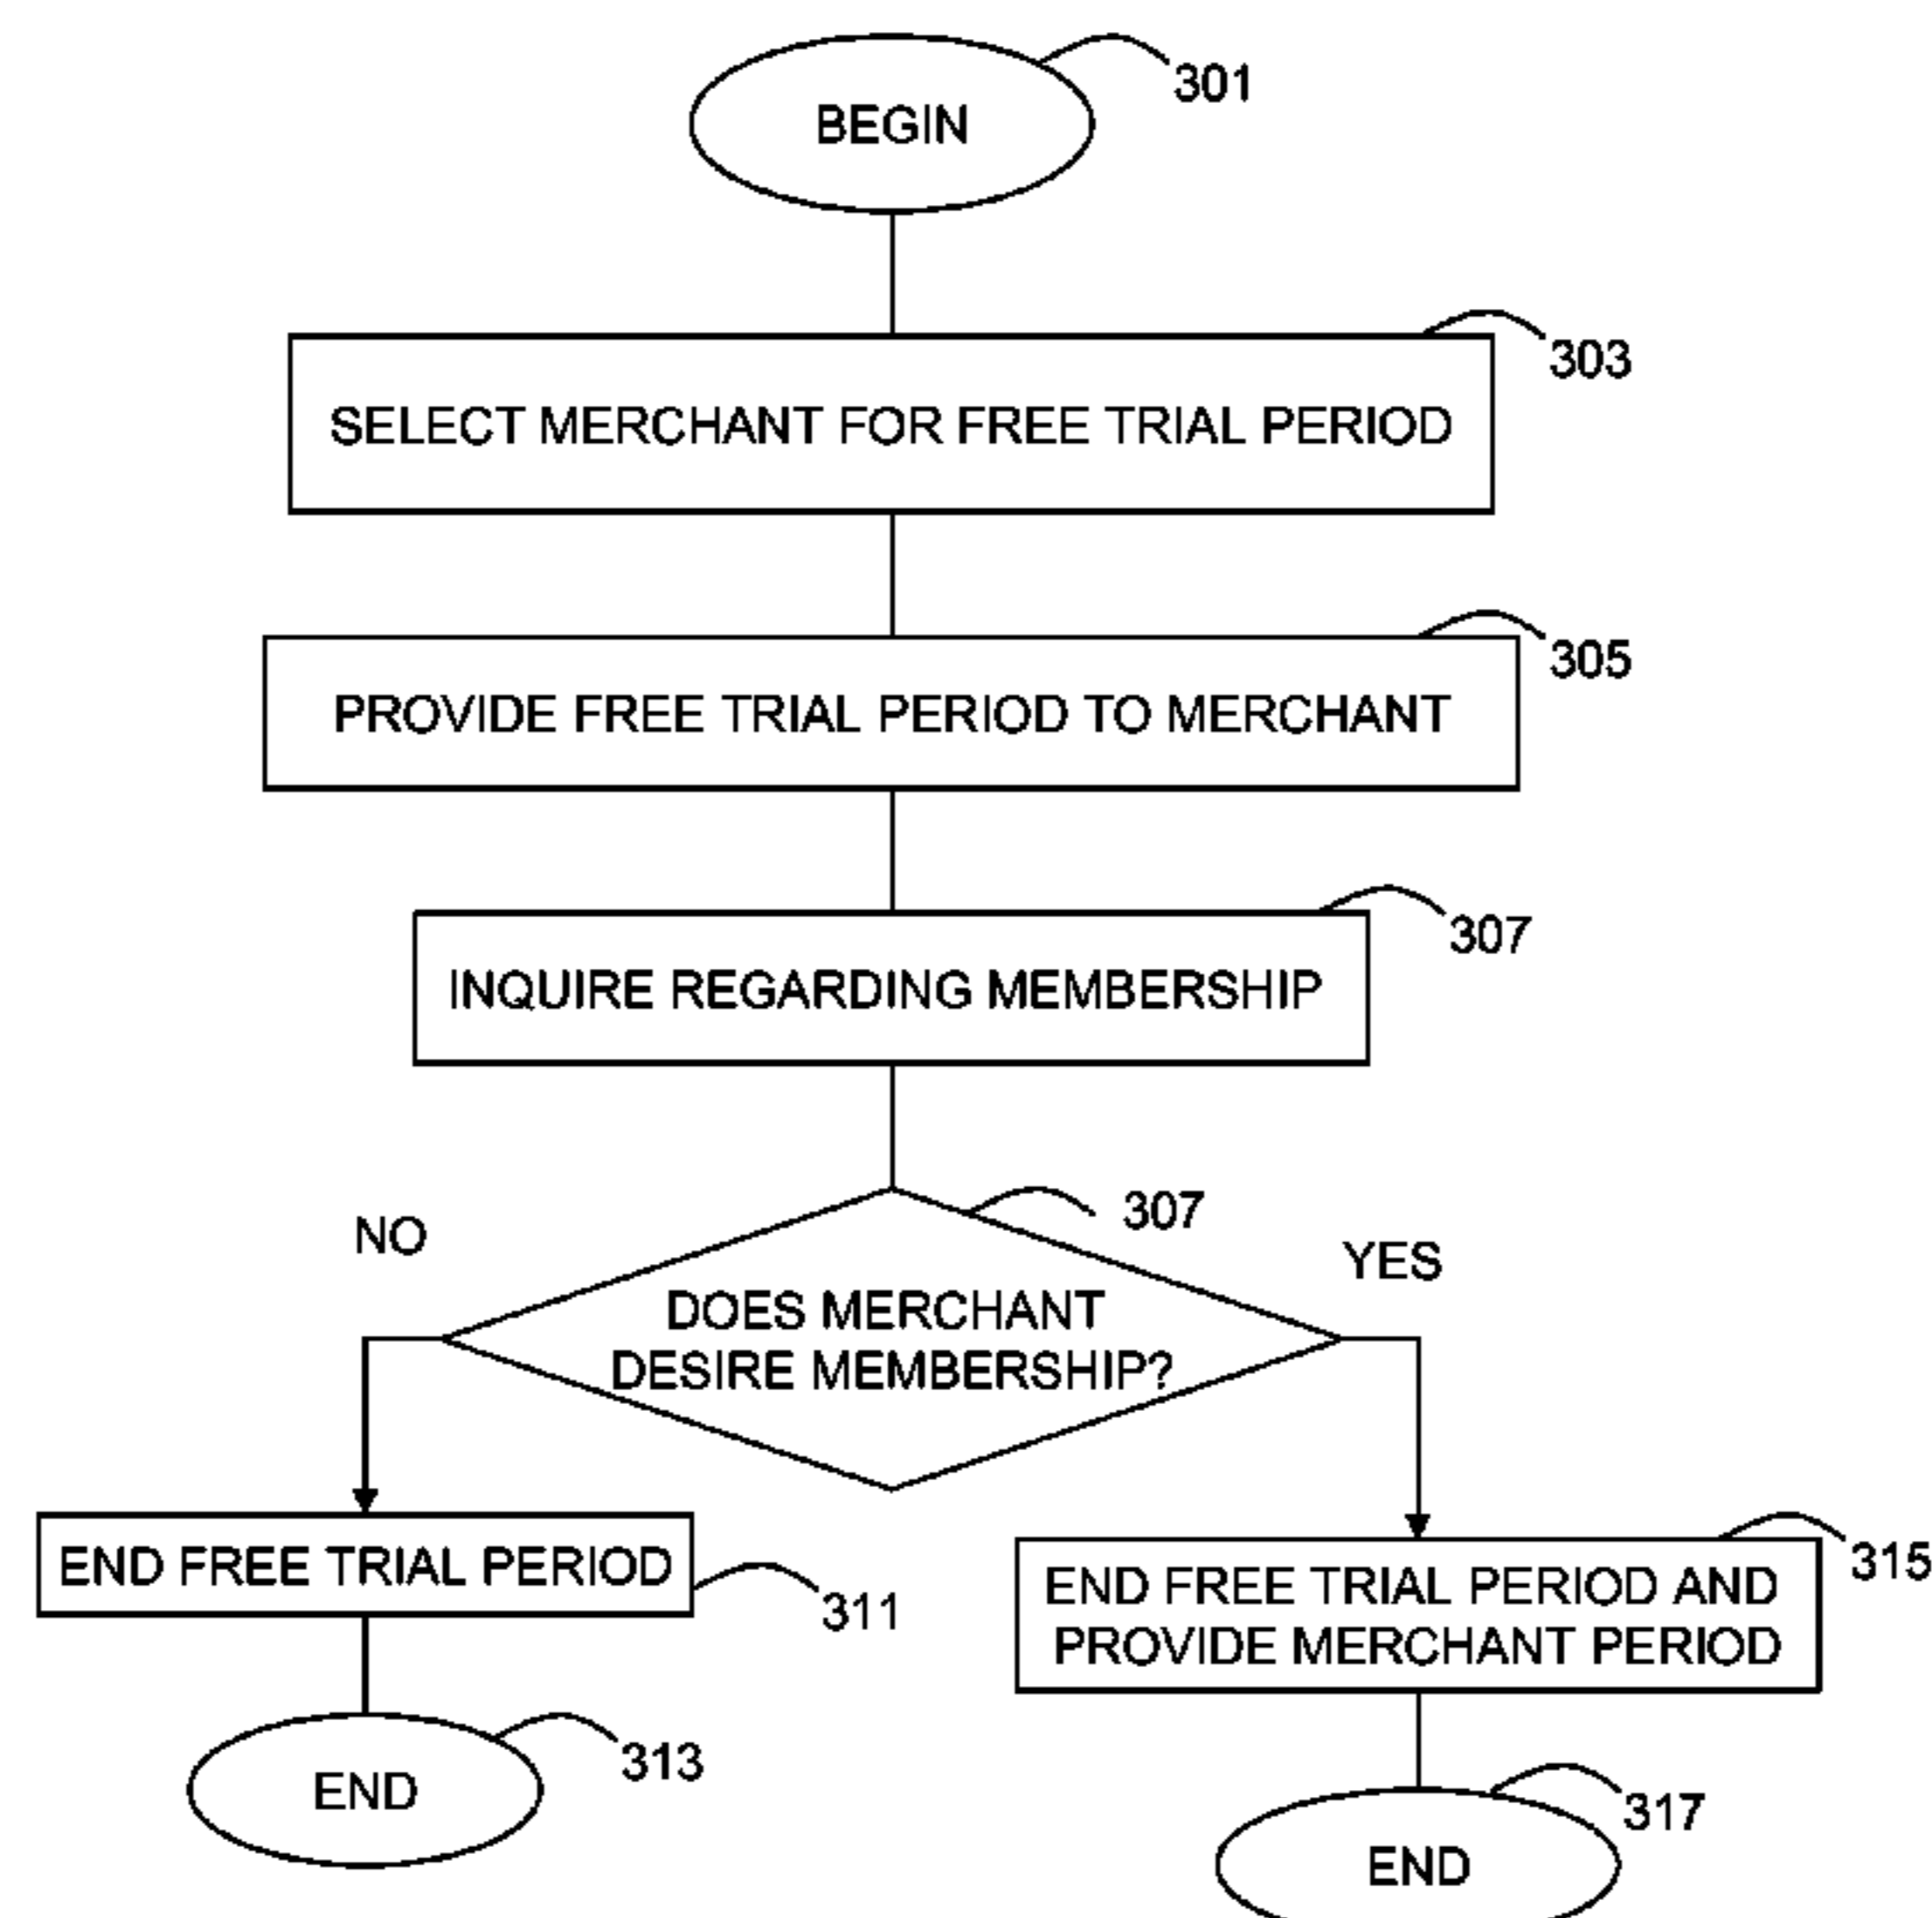 BEGIN
301
SELECT MERCHANT FOR FREE TRIAL PERIOD
303
PROVIDE FREE TRIAL PERIOD TO MERCHANT
305
INQUIRE REGARDING MEMBERSHIP
307
DOES MERCHANT
DESIRE MEMBERSHIP?
307
NO
YES
END FREE TRIAL PERIOD
311
END
313
END FREE TRIAL PERIOD AND
PROVIDE MERCHANT PERIOD
315
END
317